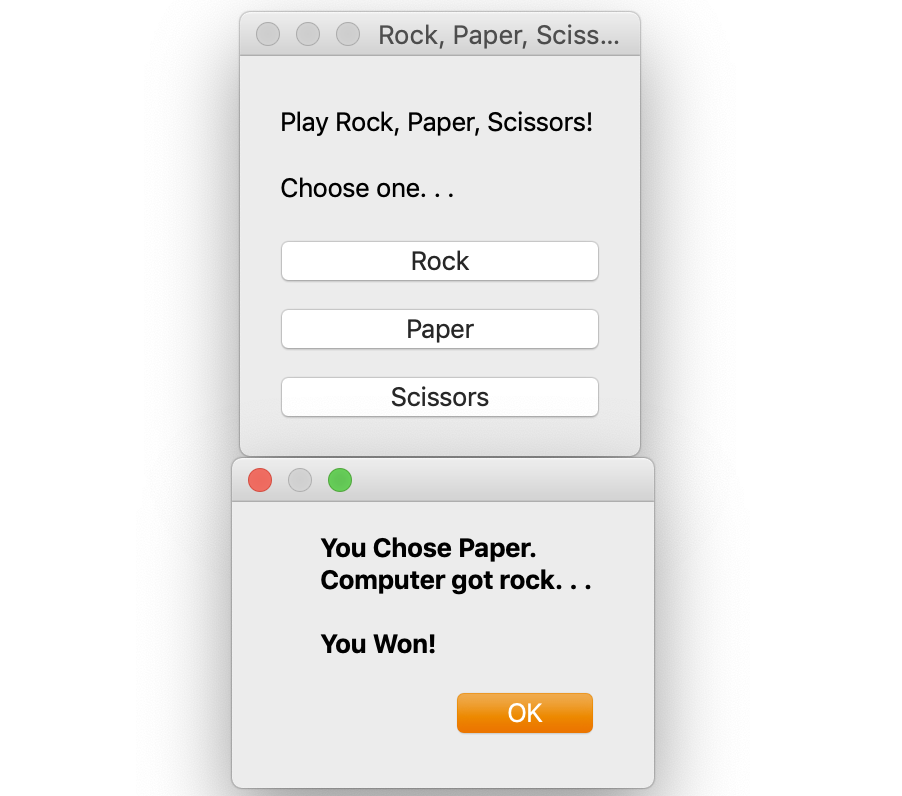 Rock, Paper, Sciss...
Play Rock, Paper, Scissors!
Choose one. . .
Rock
Paper
Scissors
You Chose Paper.
Computer got rock. . .
You Won!
OK